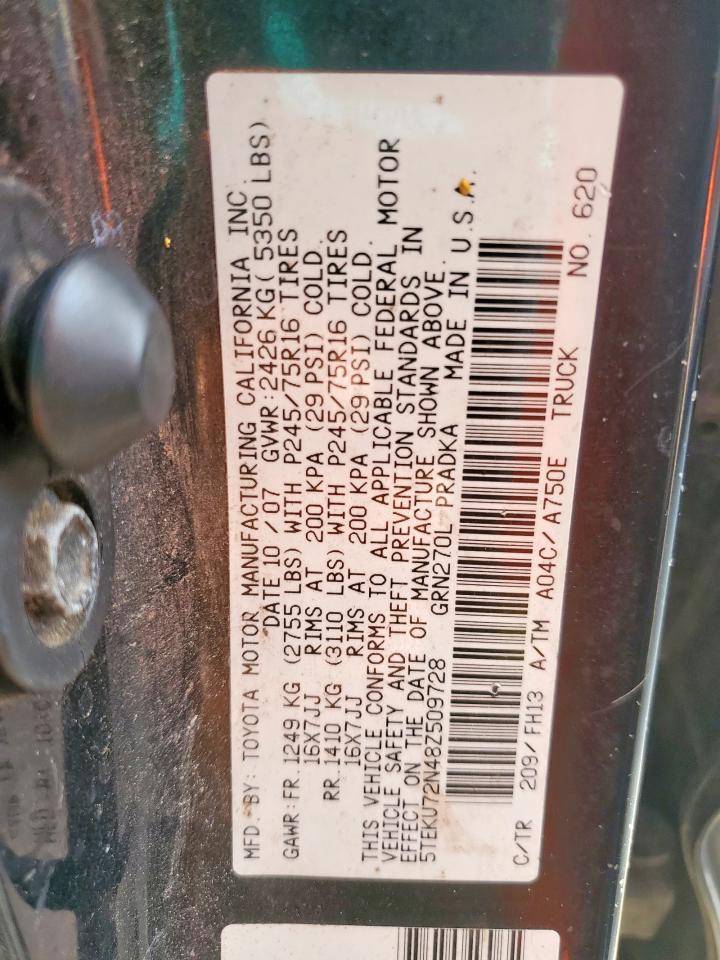 MFD. BY: TOYOTA MOTOR MANUFACTURING CALIFORNIA INC.
DATE 10 / 07 GVWR: 2426 KG( 5350 LBS)
GAWR: FR. 1249 KG (2755 LBS) WITH P245/75R16 TIRES
16X7JJ RIMS AT 200 KPA (29 PSI) COLD.
RR. 1410 KG (3110 LBS) WITH P245/75R16 TIRES
16X7JJ RIMS AT 200 KPA (29 PSI) COLD.
THIS VEHICLE CONFORMS TO ALL APPLICABLE FEDERAL MOTOR
VEHICLE SAFETY AND THEFT PREVENTION STANDARDS IN
EFFECT ON THE DATE OF MANUFACTURE SHOWN ABOVE.
5TEKU72N48Z509728 GRN270L PRADKA MADE IN U.S.A.
C/TR 209/FH13 A/TM A04C/A750E TRUCK NO. 620